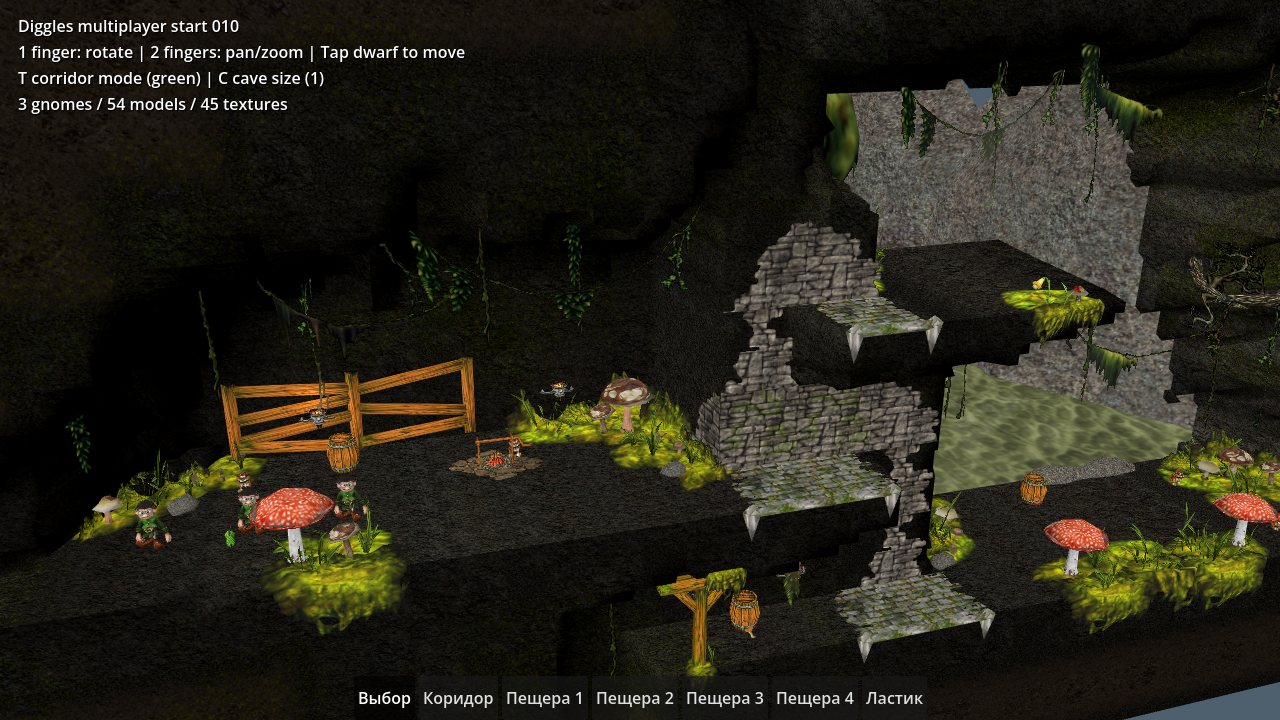 Diggles multiplayer start 010
1 finger: rotate | 2 fingers: pan/zoom | Tap dwarf to move
T corridor mode (green) | C cave size (1)
3 gnomes / 54 models / 45 textures
Выбор Коридор Пещера 1 Пещера 2 Пещера 3 Пещера 4 Ластик